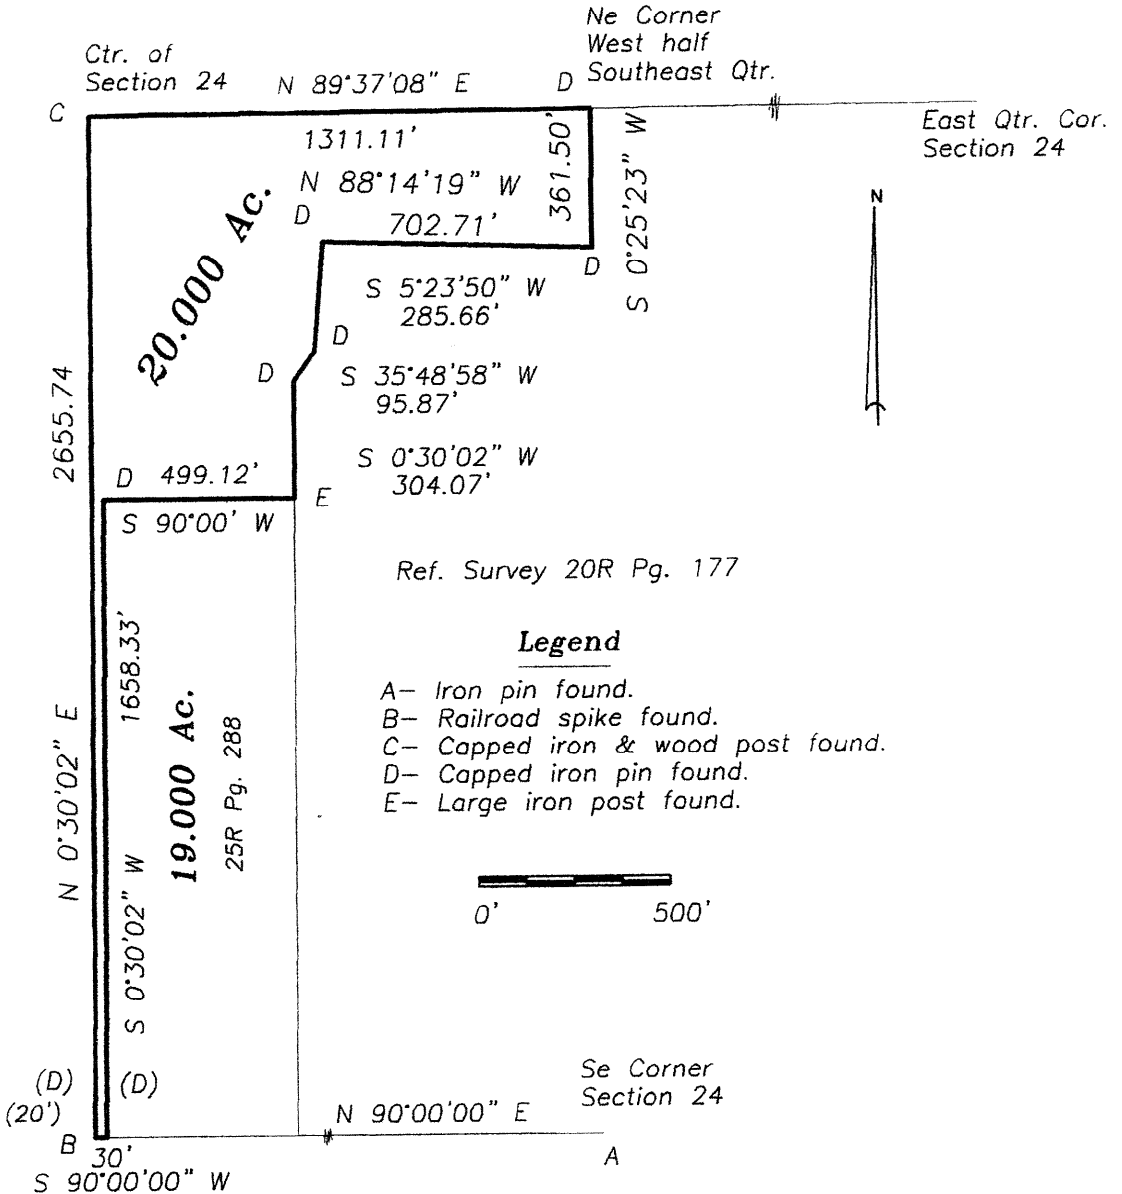 Ne Corner
West half
Southeast Qtr.
Ctr. of
Section 24
N 89°37'08" E
D
C
1311.11'
361.50'
S 0°25'23" W
East Qtr. Cor.
Section 24
N
20.000 Ac.
N 88°14'19" W
D
702.71'
D
S 5°23'50" W
285.66'
D
D
S 35°48'58" W
95.87'
2655.74
S 0°30'02" W
304.07'
D 499.12'
E
S 90°00' W
Ref. Survey 20R Pg. 177
Legend
A– Iron pin found.
B– Railroad spike found.
C– Capped iron & wood post found.
D– Capped iron pin found.
E– Large iron post found.
1658.33'
19.000 Ac.
25R Pg. 288
N 0°30'02" E
S 0°30'02" W
0' 500'
Se Corner
Section 24
(D) (D)
(20')
N 90°00'00" E
B
A
30'
S 90°00'00" W